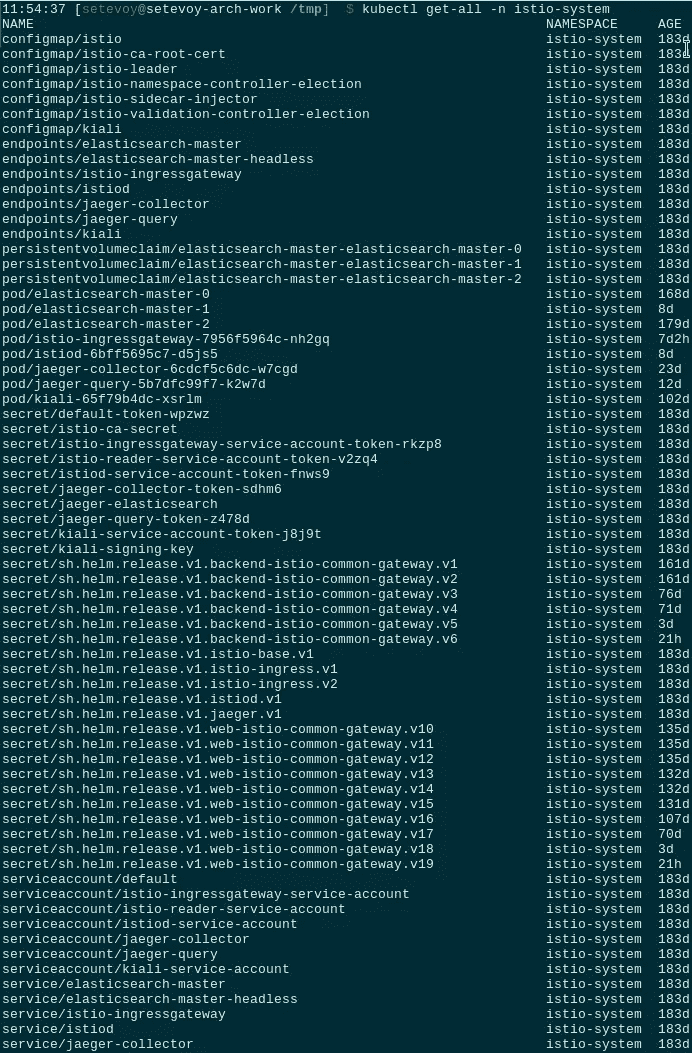 11:54:37 [setevoy@setevoy-arch-work /tmp] $ kubectl get-all -n istio-system
NAME NAMESPACE AGE
configmap/istio istio-system 183d
configmap/istio-ca-root-cert istio-system 183d
configmap/istio-leader istio-system 183d
configmap/istio-namespace-controller-election istio-system 183d
configmap/istio-sidecar-injector istio-system 183d
configmap/istio-validation-controller-election istio-system 183d
configmap/kiali istio-system 183d
endpoints/elasticsearch-master istio-system 183d
endpoints/elasticsearch-master-headless istio-system 183d
endpoints/istio-ingressgateway istio-system 183d
endpoints/istiod istio-system 183d
endpoints/jaeger-collector istio-system 183d
endpoints/jaeger-query istio-system 183d
endpoints/kiali istio-system 183d
persistentvolumeclaim/elasticsearch-master-elasticsearch-master-0 istio-system 183d
persistentvolumeclaim/elasticsearch-master-elasticsearch-master-1 istio-system 183d
persistentvolumeclaim/elasticsearch-master-elasticsearch-master-2 istio-system 183d
pod/elasticsearch-master-0 istio-system 168d
pod/elasticsearch-master-1 istio-system 8d
pod/elasticsearch-master-2 istio-system 179d
pod/istio-ingressgateway-7956f5964c-nh2gq istio-system 7d2h
pod/istiod-6bff5695c7-d5js5 istio-system 8d
pod/jaeger-collector-6cdcf5c6dc-w7cgd istio-system 23d
pod/jaeger-query-5b7dfc99f7-k2w7d istio-system 12d
pod/kiali-65f79b4dc-xsrlm istio-system 102d
secret/default-token-wpzwz istio-system 183d
secret/istio-ca-secret istio-system 183d
secret/istio-ingressgateway-service-account-token-rkzp8 istio-system 183d
secret/istio-reader-service-account-token-v2zq4 istio-system 183d
secret/istiod-service-account-token-fnws9 istio-system 183d
secret/jaeger-collector-token-sdhm6 istio-system 183d
secret/jaeger-elasticsearch istio-system 183d
secret/jaeger-query-token-z478d istio-system 183d
secret/kiali-service-account-token-j8j9t istio-system 183d
secret/kiali-signing-key istio-system 183d
secret/sh.helm.release.v1.backend-istio-common-gateway.v1 istio-system 161d
secret/sh.helm.release.v1.backend-istio-common-gateway.v2 istio-system 161d
secret/sh.helm.release.v1.backend-istio-common-gateway.v3 istio-system 76d
secret/sh.helm.release.v1.backend-istio-common-gateway.v4 istio-system 71d
secret/sh.helm.release.v1.backend-istio-common-gateway.v5 istio-system 3d
secret/sh.helm.release.v1.backend-istio-common-gateway.v6 istio-system 21h
secret/sh.helm.release.v1.istio-base.v1 istio-system 183d
secret/sh.helm.release.v1.istio-ingress.v1 istio-system 183d
secret/sh.helm.release.v1.istio-ingress.v2 istio-system 183d
secret/sh.helm.release.v1.istiod.v1 istio-system 183d
secret/sh.helm.release.v1.jaeger.v1 istio-system 183d
secret/sh.helm.release.v1.web-istio-common-gateway.v10 istio-system 135d
secret/sh.helm.release.v1.web-istio-common-gateway.v11 istio-system 135d
secret/sh.helm.release.v1.web-istio-common-gateway.v12 istio-system 135d
secret/sh.helm.release.v1.web-istio-common-gateway.v13 istio-system 132d
secret/sh.helm.release.v1.web-istio-common-gateway.v14 istio-system 132d
secret/sh.helm.release.v1.web-istio-common-gateway.v15 istio-system 131d
secret/sh.helm.release.v1.web-istio-common-gateway.v16 istio-system 107d
secret/sh.helm.release.v1.web-istio-common-gateway.v17 istio-system 70d
secret/sh.helm.release.v1.web-istio-common-gateway.v18 istio-system 3d
secret/sh.helm.release.v1.web-istio-common-gateway.v19 istio-system 21h
serviceaccount/default istio-system 183d
serviceaccount/istio-ingressgateway-service-account istio-system 183d
serviceaccount/istio-reader-service-account istio-system 183d
serviceaccount/istiod-service-account istio-system 183d
serviceaccount/jaeger-collector istio-system 183d
serviceaccount/jaeger-query istio-system 183d
serviceaccount/kiali-service-account istio-system 183d
service/elasticsearch-master istio-system 183d
service/elasticsearch-master-headless istio-system 183d
service/istio-ingressgateway istio-system 183d
service/istiod istio-system 183d
service/jaeger-collector istio-system 183d